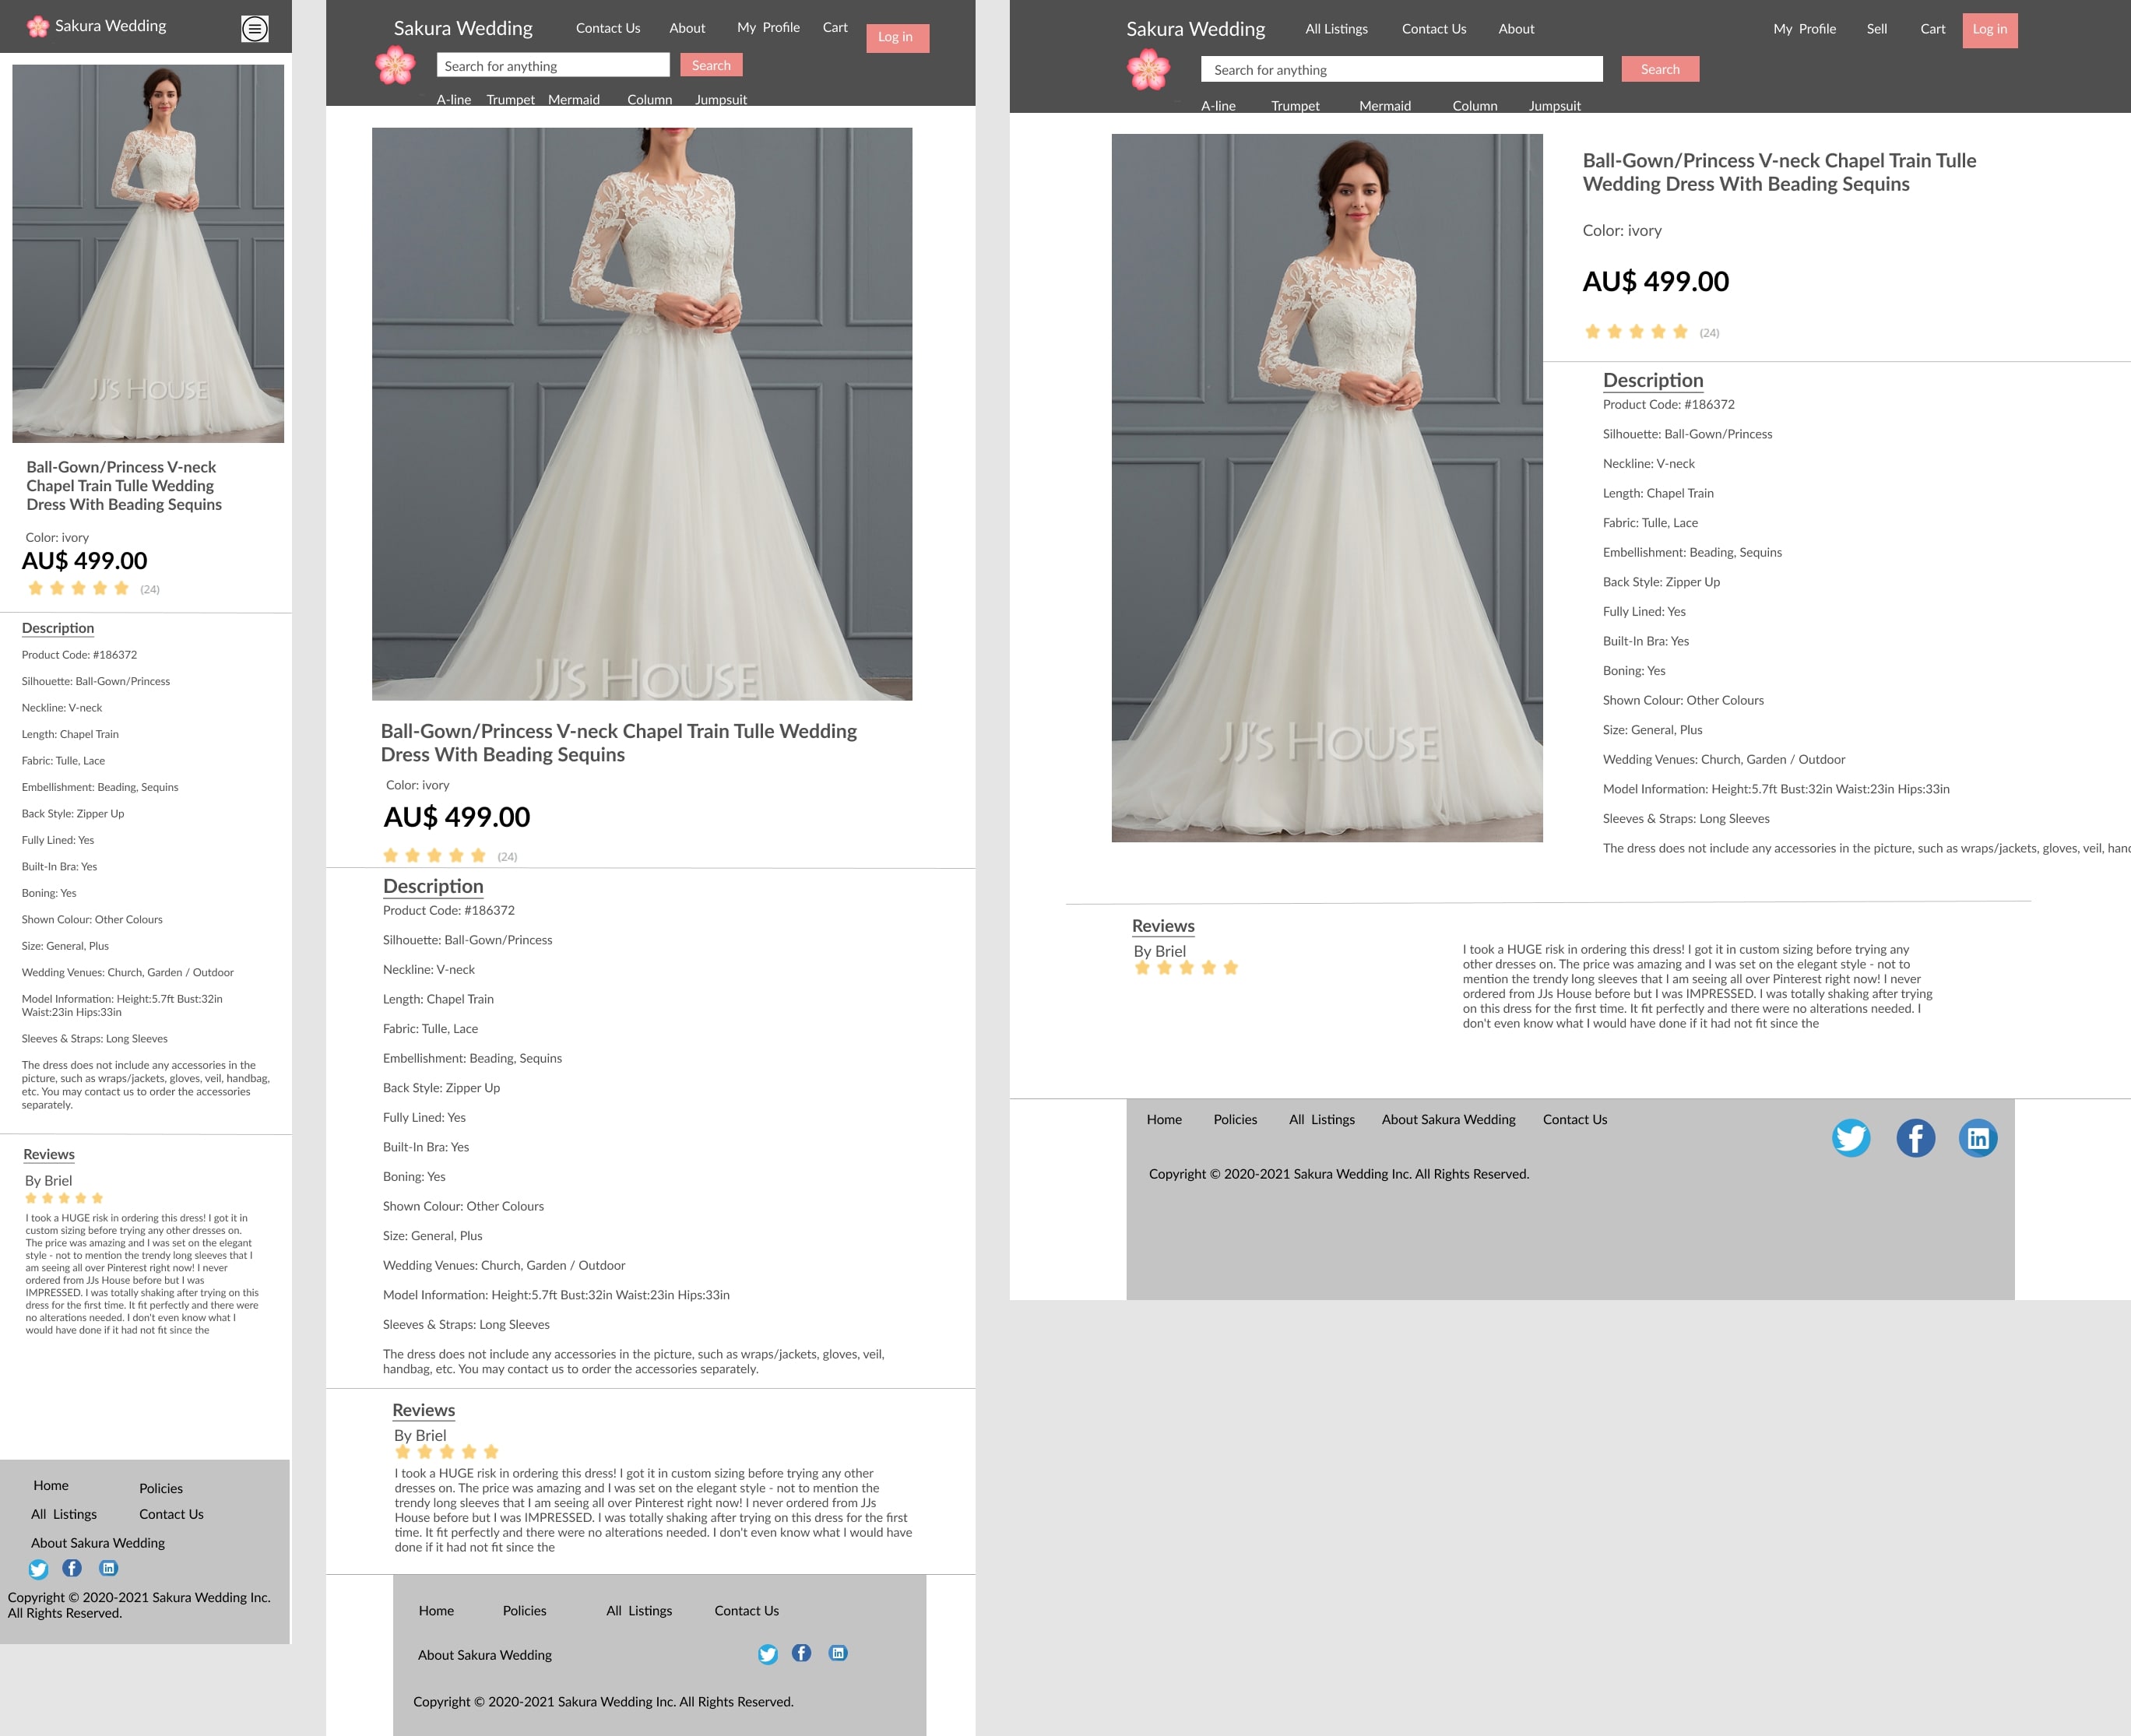 Sakura Wedding
JJ's House
Ball-Gown/Princess V-neck
Chapel Train Tulle Wedding
Dress With Beading Sequins
Color: ivory
AU$ 499.00
(24)
Description
Product Code: #186372
Silhouette: Ball-Gown/Princess
Neckline: V-neck
Length: Chapel Train
Fabric: Tulle, Lace
Embellishment: Beading, Sequins
Back Style: Zipper Up
Fully Lined: Yes
Built-In Bra: Yes
Boning: Yes
Shown Colour: Other Colours
Size: General, Plus
Wedding Venues: Church, Garden / Outdoor
Model Information: Height:5.7ft Bust:32in
Waist:23in Hips:33in
Sleeves & Straps: Long Sleeves
The dress does not include any accessories in the
picture, such as wraps/jackets, gloves, veil, handbag,
etc. You may contact us to order the accessories
separately.
Reviews
By Briel
I took a HUGE risk in ordering this dress! I got it in
custom sizing before trying any other dresses on.
The price was amazing and I was set on the elegant
style - not to mention the trendy long sleeves that I
am seeing all over Pinterest right now! I never
ordered from JJs House before but I was
IMPRESSED. I was totally shaking after trying on this
dress for the first time. It fit perfectly and there were
no alterations needed. I don't even know what I
would have done if it had not fit since the
Home Policies
All Listings Contact Us
About Sakura Wedding
Copyright © 2020-2021 Sakura Wedding Inc.
All Rights Reserved.
Sakura Wedding Contact Us About My Profile Cart Log in
Search for anything Search
A-line Trumpet Mermaid Column Jumpsuit
JJ's House
Ball-Gown/Princess V-neck Chapel Train Tulle Wedding
Dress With Beading Sequins
Color: ivory
AU$ 499.00
(24)
Description
Product Code: #186372
Silhouette: Ball-Gown/Princess
Neckline: V-neck
Length: Chapel Train
Fabric: Tulle, Lace
Embellishment: Beading, Sequins
Back Style: Zipper Up
Fully Lined: Yes
Built-In Bra: Yes
Boning: Yes
Shown Colour: Other Colours
Size: General, Plus
Wedding Venues: Church, Garden / Outdoor
Model Information: Height:5.7ft Bust:32in Waist:23in Hips:33in
Sleeves & Straps: Long Sleeves
The dress does not include any accessories in the picture, such as wraps/jackets, gloves, veil,
handbag, etc. You may contact us to order the accessories separately.
Reviews
By Briel
I took a HUGE risk in ordering this dress! I got it in custom sizing before trying any other
dresses on. The price was amazing and I was set on the elegant style - not to mention the
trendy long sleeves that I am seeing all over Pinterest right now! I never ordered from JJs
House before but I was IMPRESSED. I was totally shaking after trying on this dress for the first
time. It fit perfectly and there were no alterations needed. I don't even know what I would have
done if it had not fit since the
Home Policies All Listings Contact Us
About Sakura Wedding
Copyright © 2020-2021 Sakura Wedding Inc. All Rights Reserved.
Sakura Wedding All Listings Contact Us About My Profile Sell Cart Log in
Search for anything Search
A-line Trumpet Mermaid Column Jumpsuit
JJ's House
Ball-Gown/Princess V-neck Chapel Train Tulle
Wedding Dress With Beading Sequins
Color: ivory
AU$ 499.00
(24)
Description
Product Code: #186372
Silhouette: Ball-Gown/Princess
Neckline: V-neck
Length: Chapel Train
Fabric: Tulle, Lace
Embellishment: Beading, Sequins
Back Style: Zipper Up
Fully Lined: Yes
Built-In Bra: Yes
Boning: Yes
Shown Colour: Other Colours
Size: General, Plus
Wedding Venues: Church, Garden / Outdoor
Model Information: Height:5.7ft Bust:32in Waist:23in Hips:33in
Sleeves & Straps: Long Sleeves
The dress does not include any accessories in the picture, such as wraps/jackets, gloves, veil, hand
Reviews
By Briel
I took a HUGE risk in ordering this dress! I got it in custom sizing before trying any
other dresses on. The price was amazing and I was set on the elegant style - not to
mention the trendy long sleeves that I am seeing all over Pinterest right now! I never
ordered from JJs House before but I was IMPRESSED. I was totally shaking after trying
on this dress for the first time. It fit perfectly and there were no alterations needed. I
don't even know what I would have done if it had not fit since the
Home Policies All Listings About Sakura Wedding Contact Us
Copyright © 2020-2021 Sakura Wedding Inc. All Rights Reserved.